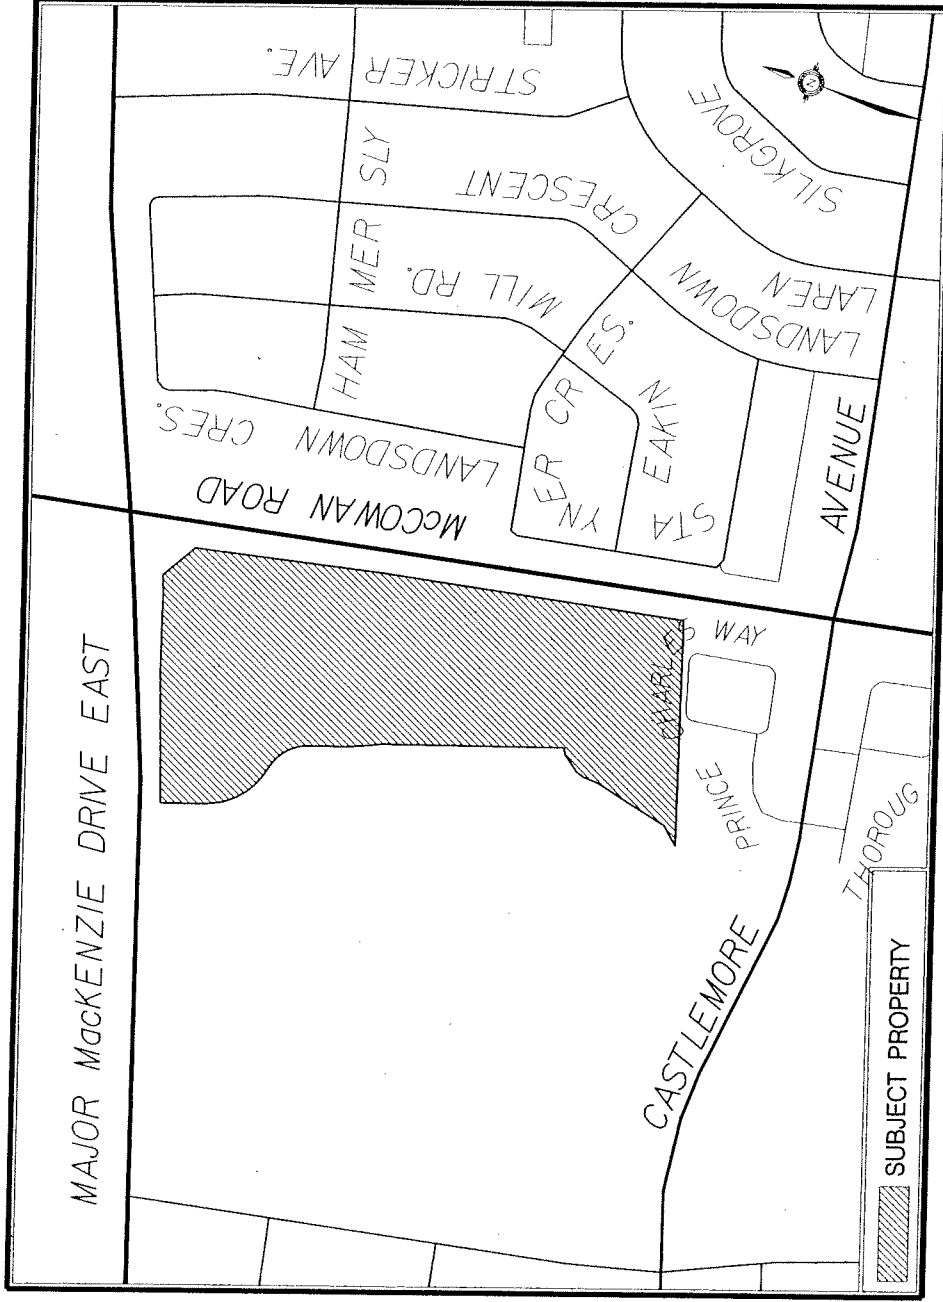 MAJOR MacKENZIE DRIVE EAST
STRICKER AVE.
HAM MER SLY
CRESCENT
MILL RD.
LANDSDOWN CRES.
McCOWAN ROAD
SILKGROVE
LAREN
LANDSDOWN
YN ER CR ES.
STA EAKIN
AVENUE
CHARLES WAY
PRINCE
THOROUG
CASTLEMORE
SUBJECT PROPERTY
N